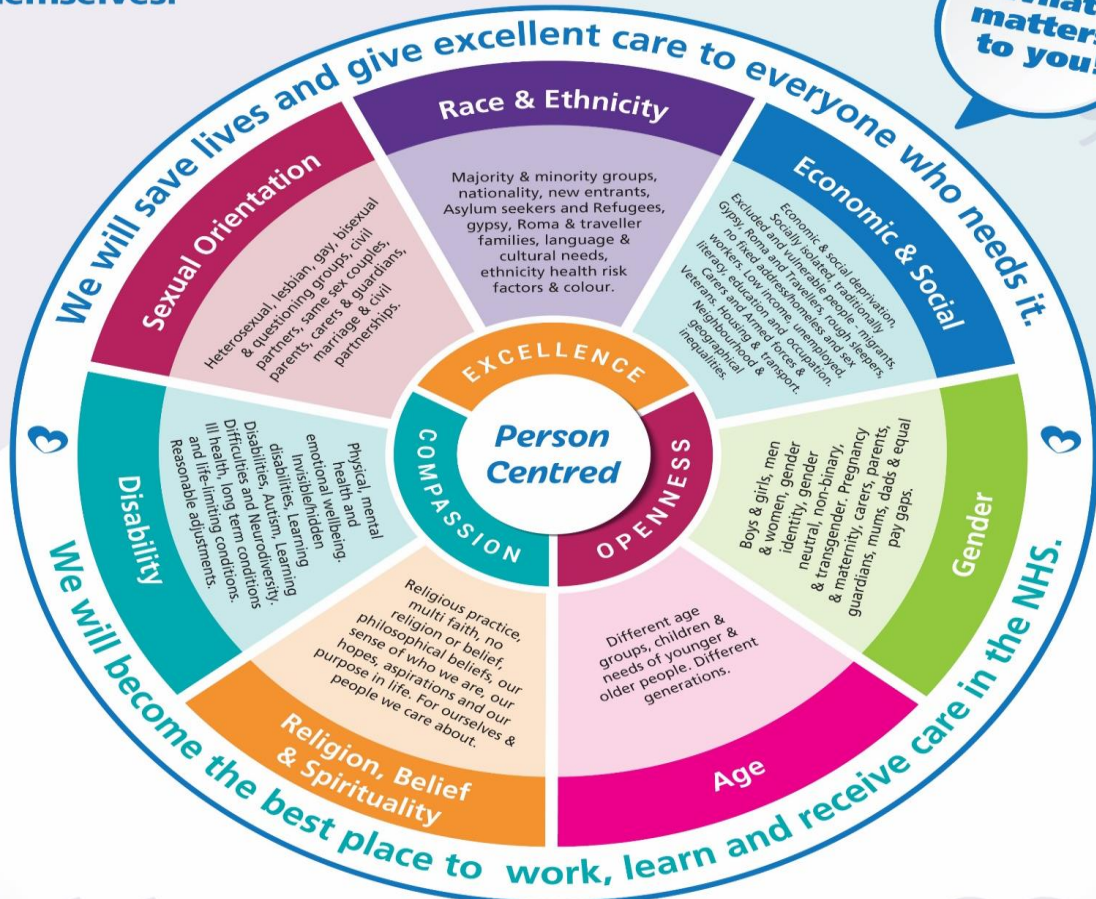 themselves.
What
matters
to you?
We will save lives and give excellent care to everyone who needs it.
Race & Ethnicity
Majority & minority groups,
nationality, new entrants,
Asylum seekers and Refugees,
gypsy, Roma & traveller
families, language &
cultural needs,
ethnicity health risk
factors & colour.
Economic & Social
Economic & social deprivation,
Socially isolated, traditionally
Excluded and vulnerable people - migrants,
Gypsy, Roma and Travellers, rough sleepers,
no fixed address/homeless and sex
workers. Low income, unemployed,
literacy, education and occupation.
Carers and Armed forces &
Veterans. Housing & transport.
Neighbourhood &
geographical
inequalities.
Gender
Boys & girls, men
& women, gender
identity, gender
neutral, non-binary,
& transgender. Pregnancy
& maternity, carers, parents,
guardians, mums, dads & equal
pay gaps.
Age
Different age
groups, children &
needs of younger &
older people. Different
generations.
Religion, Belief
& Spirituality
Religious practice,
multi faith, no
religion or belief,
philosophical beliefs, our
sense of who we are, our
hopes, aspirations and our
purpose in life. For ourselves &
people we care about.
Disability
Physical, mental
health and
emotional wellbeing.
Invisible/hidden
disabilities, Learning
Disabilities, Autism, Learning
Difficulties and Neurodiversity.
Ill health, long term conditions
and life-limiting conditions.
Reasonable adjustments.
Sexual Orientation
Heterosexual, lesbian, gay, bisexual
& questioning groups, civil
partners, same sex couples,
parents, carers & guardians,
marriage & civil
partnerships.
EXCELLENCE
OPENNESS
COMPASSION
Person
Centred
We will become the best place to work, learn and receive care in the NHS.